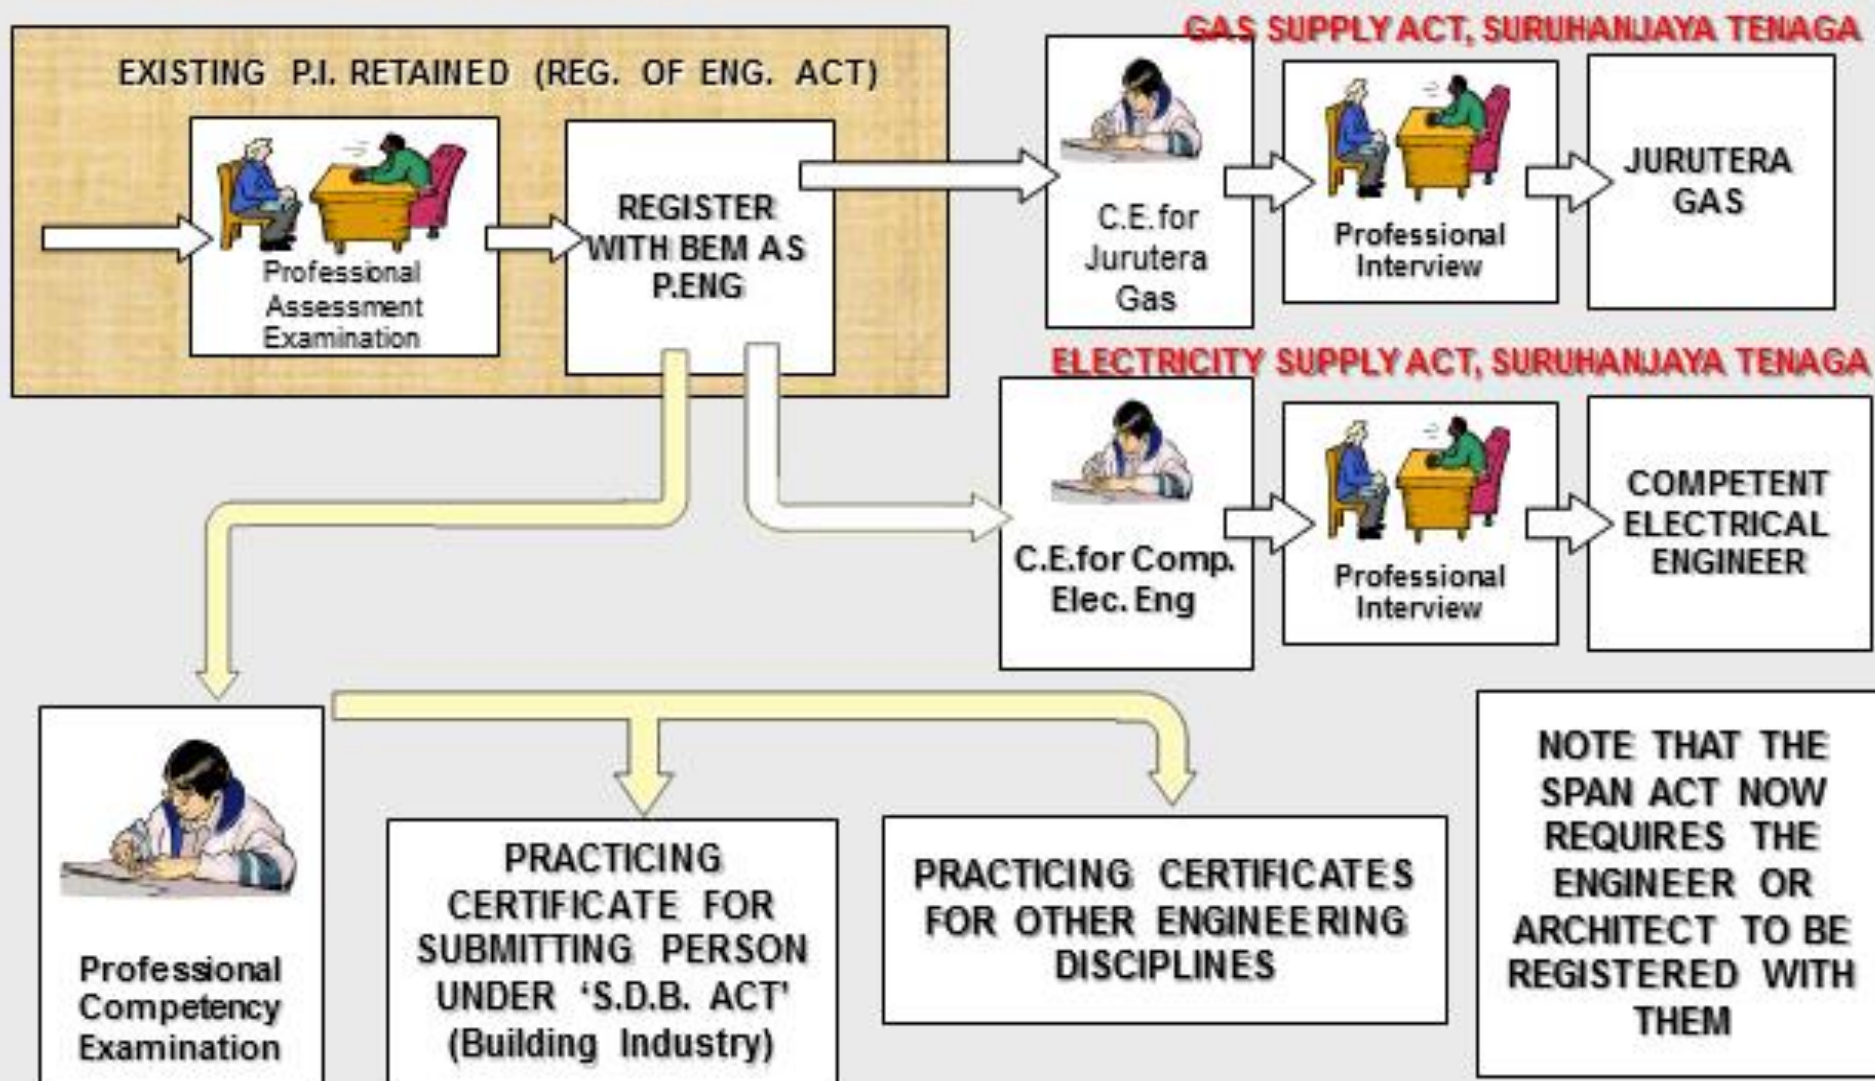 EXISTING P.I. RETAINED (REG. OF ENG. ACT)
Professional
Assessment
Examination
REGISTER
WITH BEM AS
P.ENG
GAS SUPPLY ACT, SURUHANJAYA TENAGA
C.E.for
Jurutera
Gas
Professional
Interview
JURUTERA
GAS
ELECTRICITY SUPPLY ACT, SURUHANJAYA TENAGA
C.E.for Comp.
Elec. Eng
Professional
Interview
COMPETENT
ELECTRICAL
ENGINEER
Professional
Competency
Examination
PRACTICING
CERTIFICATE FOR
SUBMITTING PERSON
UNDER ‘S.D.B. ACT'
(Building Industry)
PRACTICING CERTIFICATES
FOR OTHER ENGINEERING
DISCIPLINES
NOTE THAT THE
SPAN ACT NOW
REQUIRES THE
ENGINEER OR
ARCHITECT TO BE
REGISTERED WITH
THEM